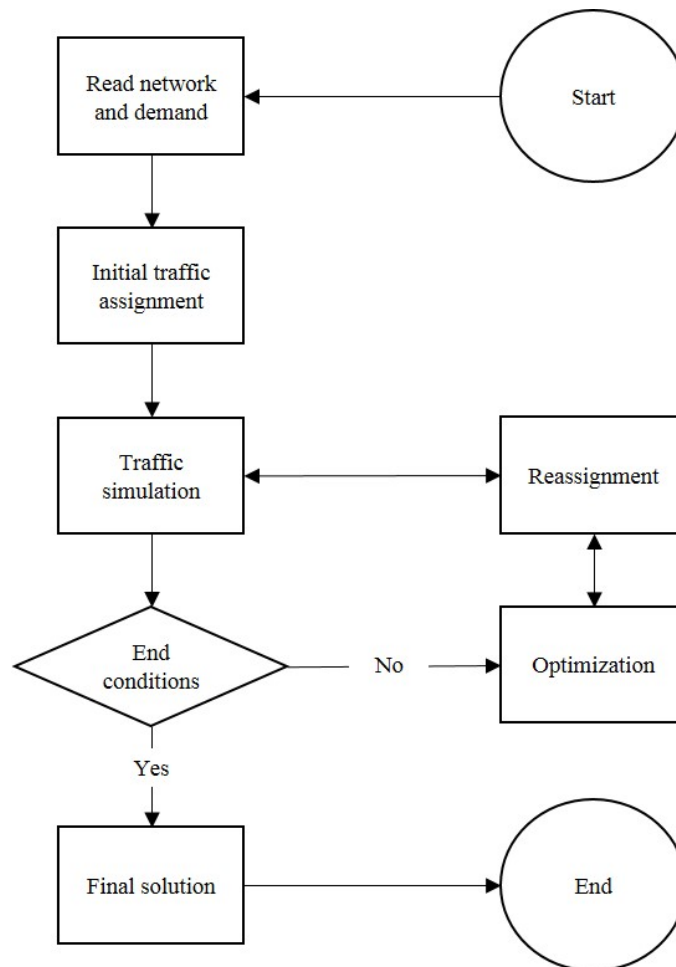 Read network
and demand
Start
Initial traffic
assignment
Traffic
simulation
Reassignment
End
conditions
No
Optimization
Yes
Final solution
End